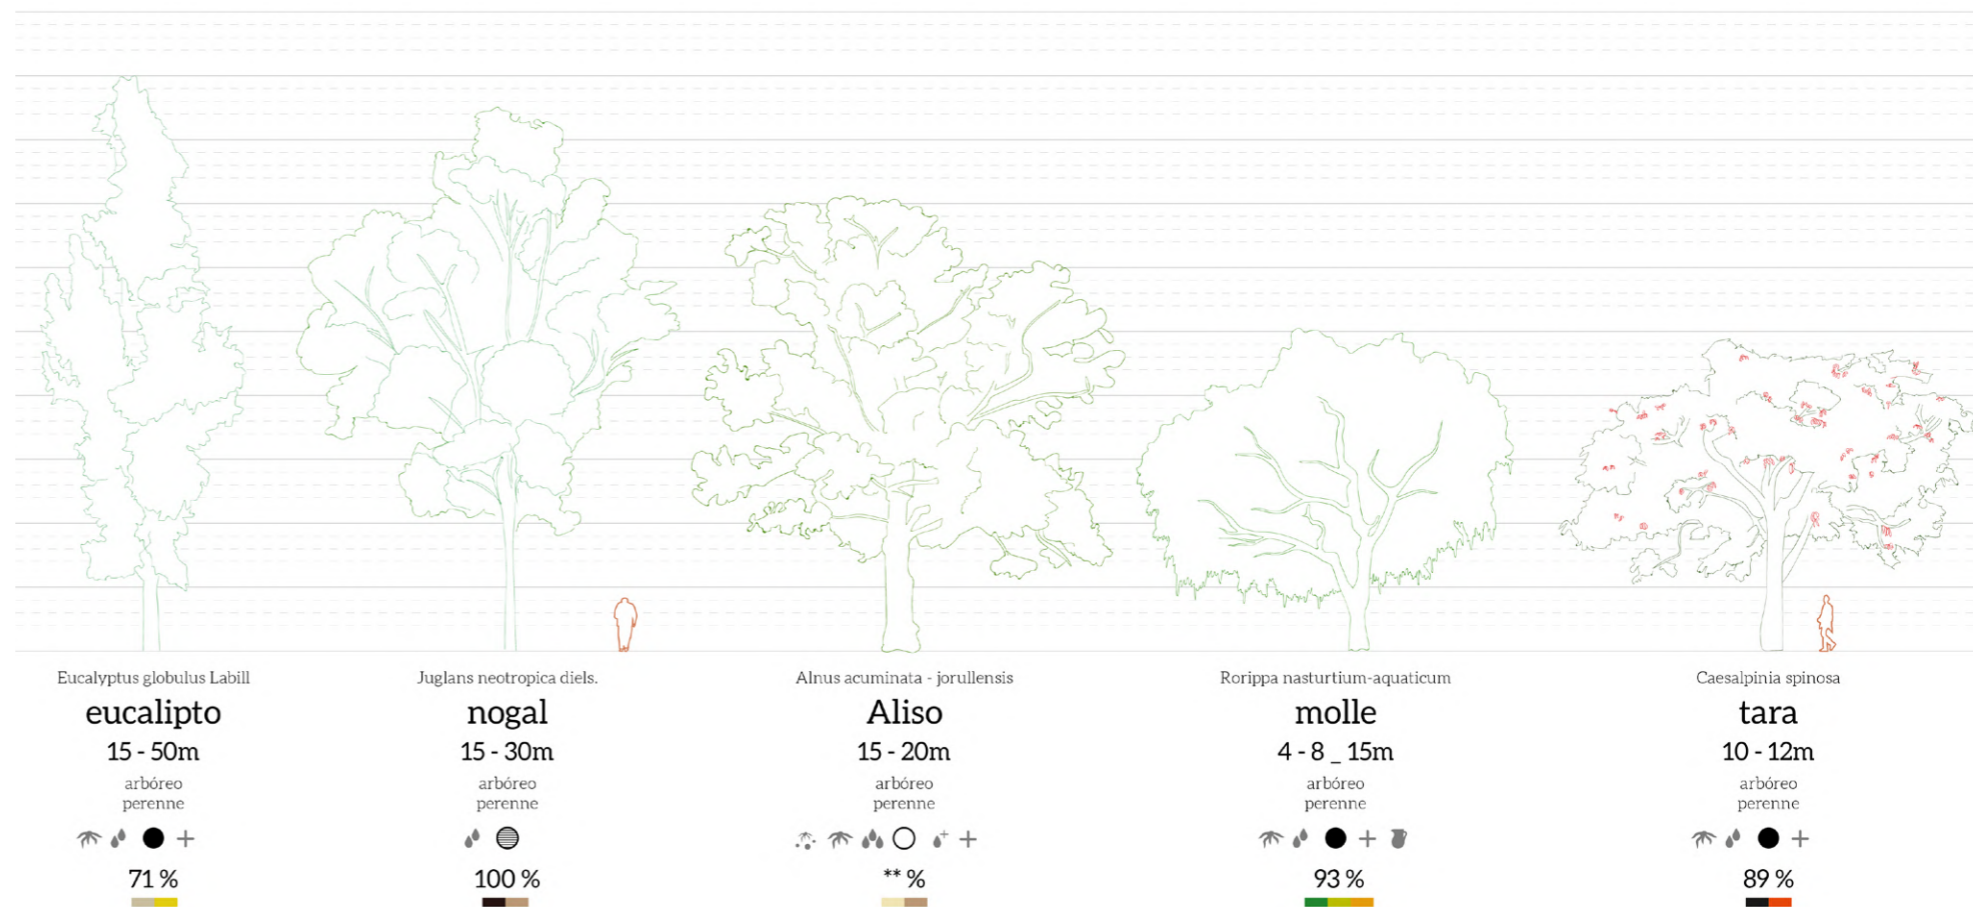 Eucalyptus globulus Labill
eucalipto
15 - 50m
arbóreo
perenne
71 %
Juglans neotropica diels.
nogal
15 - 30m
arbóreo
perenne
100 %
Alnus acuminata - jorullensis
Aliso
15 - 20m
arbóreo
perenne
** %
Rorippa nasturtium-aquaticum
molle
4 - 8 _ 15m
arbóreo
perenne
93 %
Caesalpinia spinosa
tara
10 - 12m
arbóreo
perenne
89 %